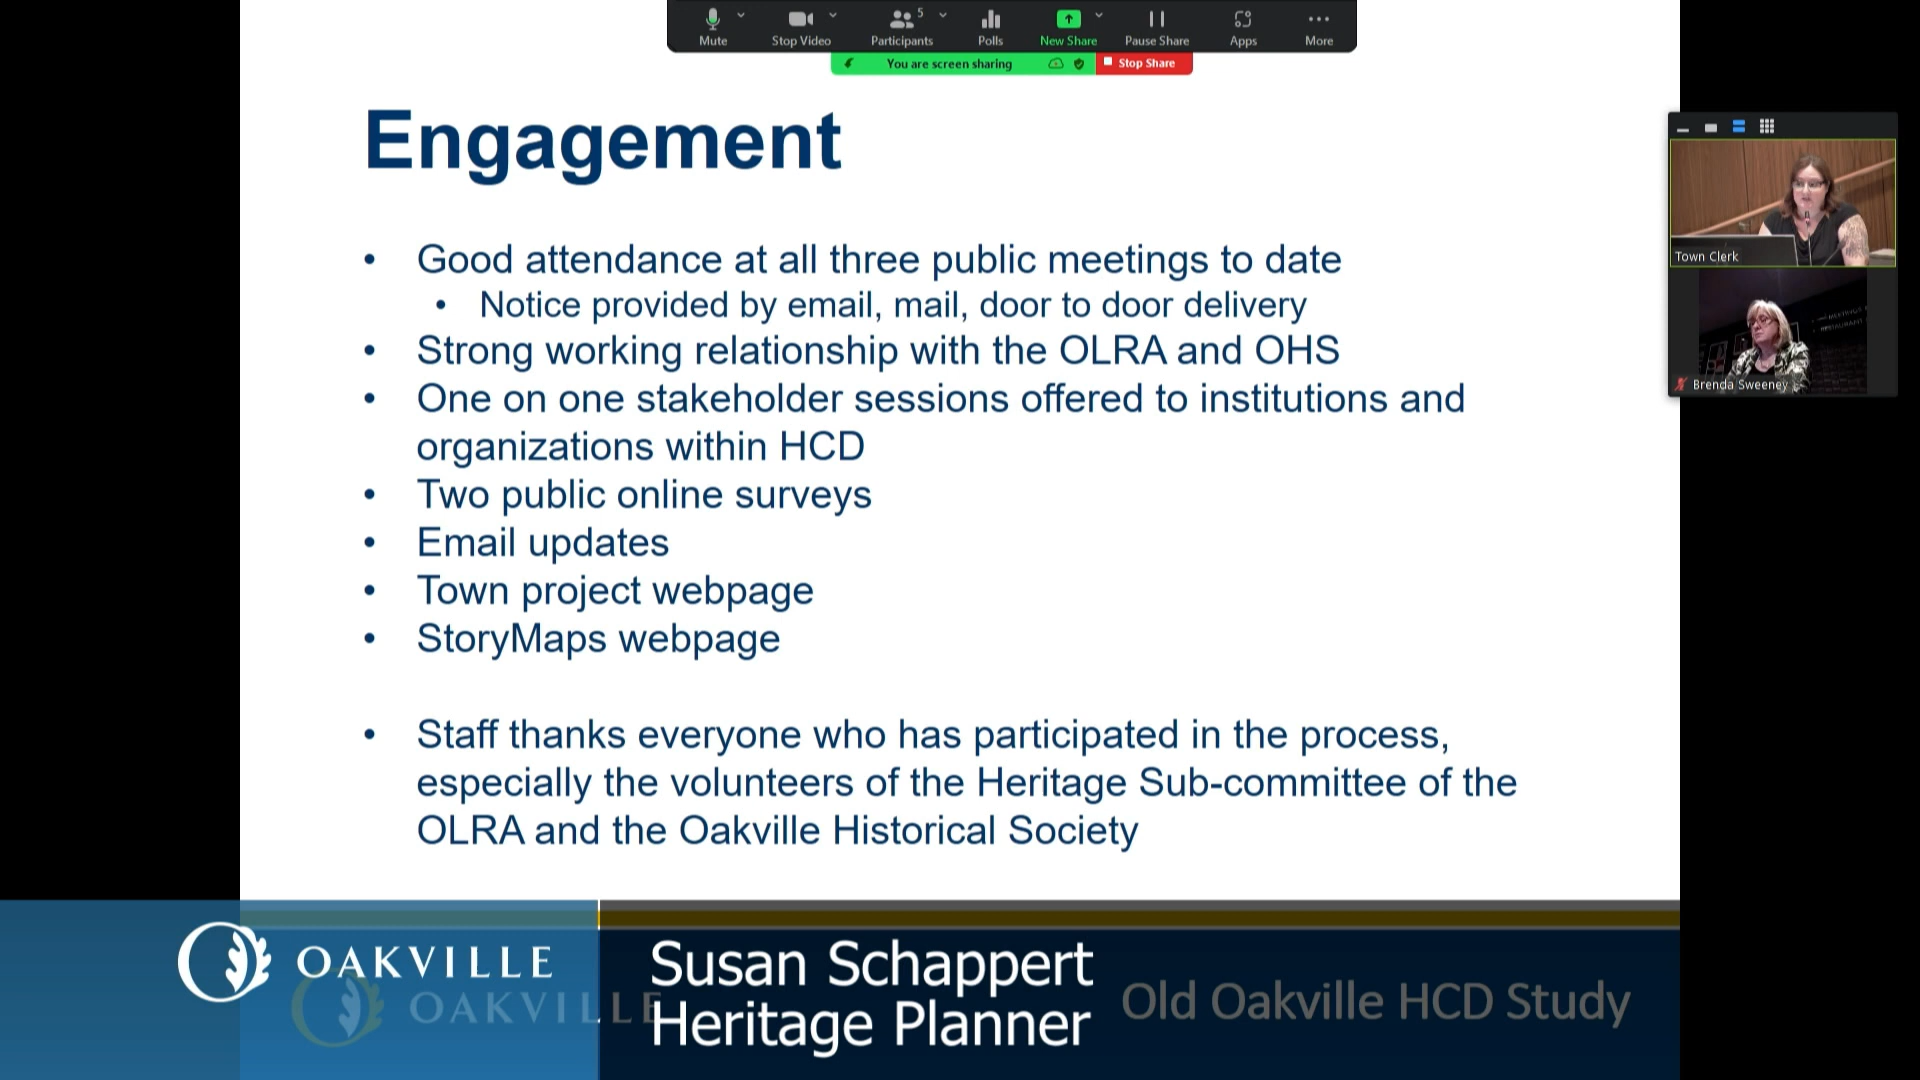 Mute
Stop Video
5
Participants
Polls
New Share
Pause Share
Apps
More
You are screen sharing
Stop Share
Engagement
• Good attendance at all three public meetings to date
• Notice provided by email, mail, door to door delivery
• Strong working relationship with the OLRA and OHS
• One on one stakeholder sessions offered to institutions and
organizations within HCD
• Two public online surveys
• Email updates
• Town project webpage
• StoryMaps webpage
• Staff thanks everyone who has participated in the process,
especially the volunteers of the Heritage Sub-committee of the
OLRA and the Oakville Historical Society
Town Clerk
Brenda Sweeney
OAKVILLE
OAKVILLE
Susan Schappert
Heritage Planner
Old Oakville HCD Study